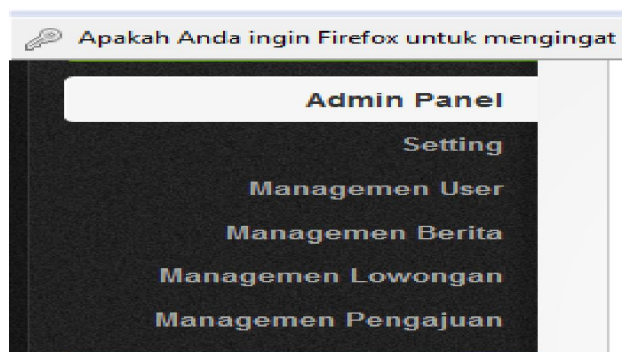 Apakah Anda ingin Firefox untuk mengingat
Admin Panel
Setting
Managemen User
Managemen Berita
Managemen Lowongan
Managemen Pengajuan